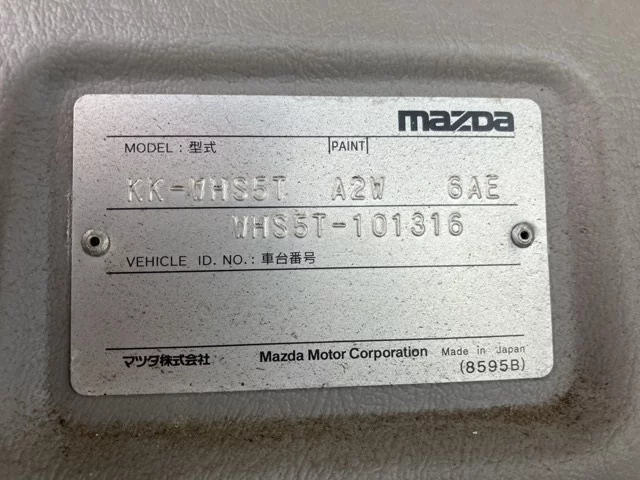 mazda
MODEL : 型式 PAINT
KK-WHS5T A2W 6AE
WHS5T-101316
VEHICLE ID. NO. : 車台番号
マツダ株式会社 Mazda Motor Corporation Made in Japan
(8595B)